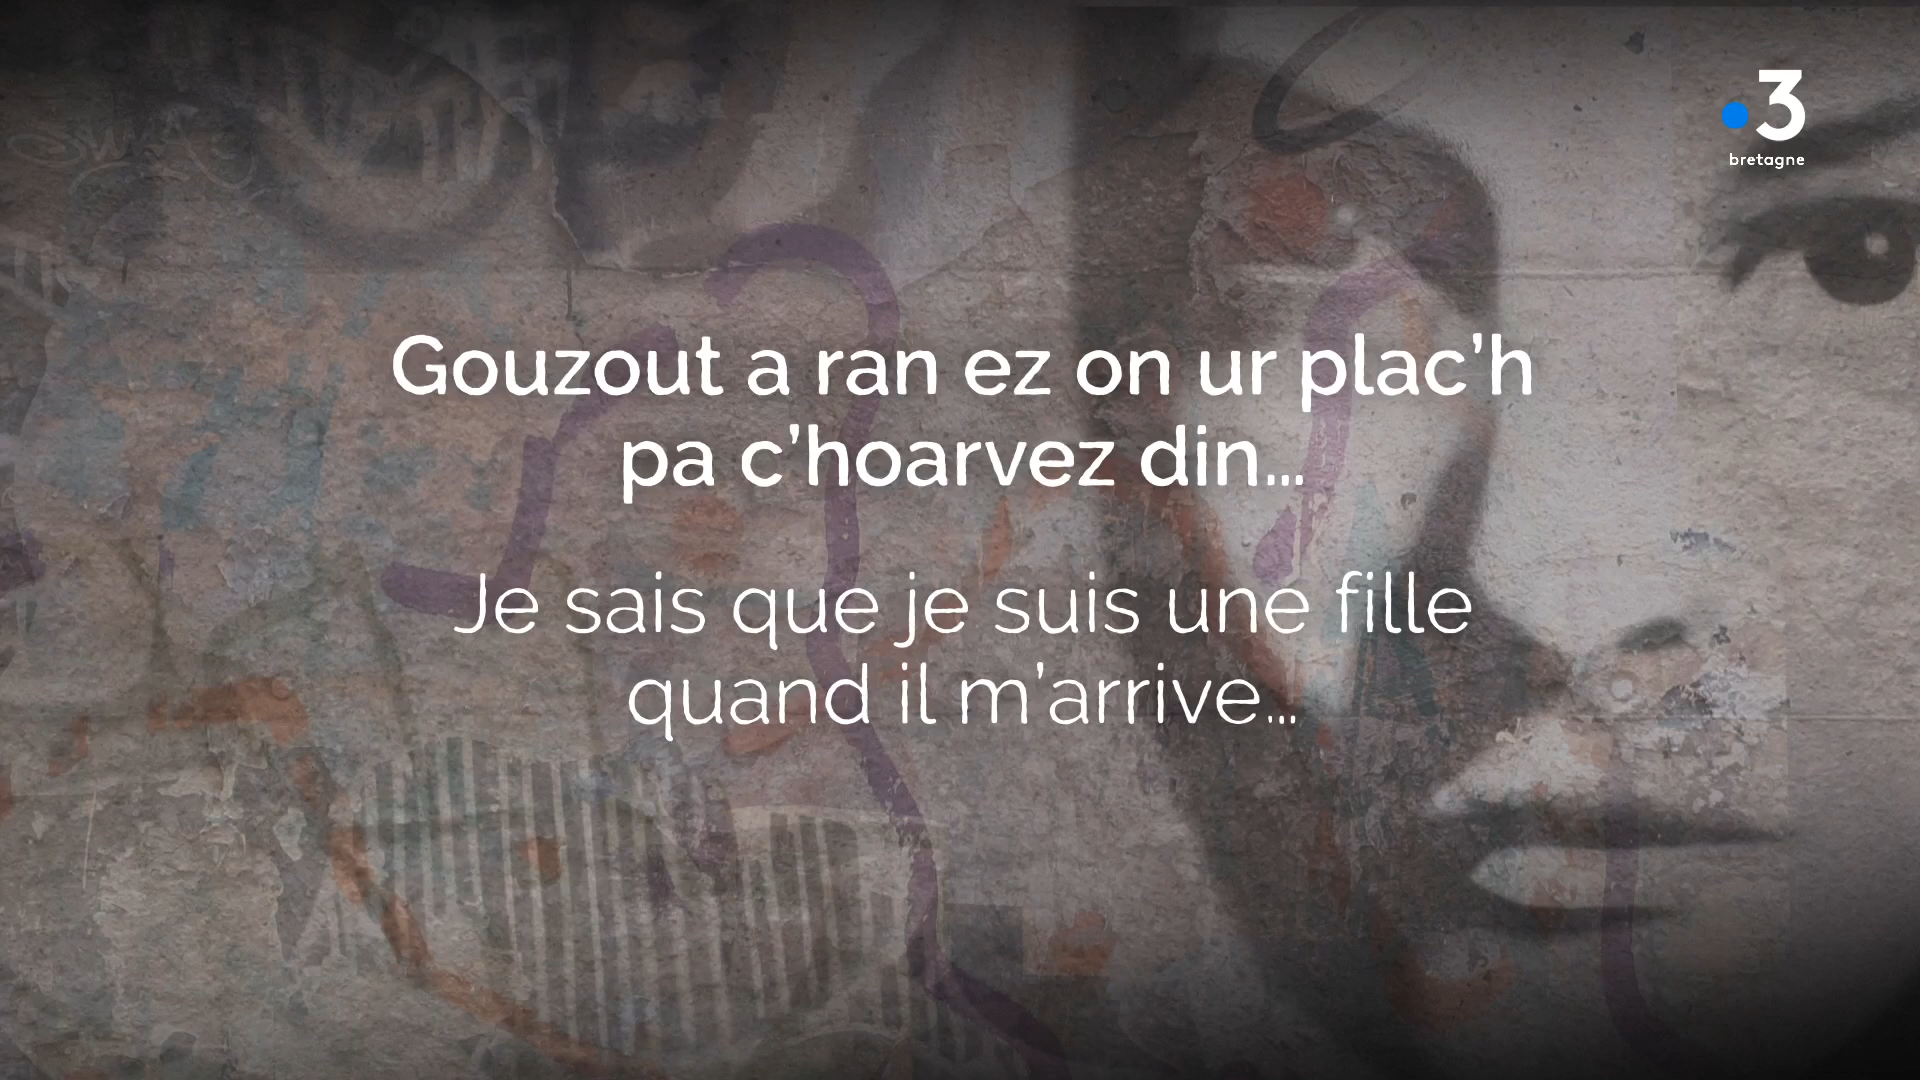 3
bretagne
Gouzout a ran ez on ur plac’h
pa c’hoarvez din...
Je sais que je suis une fille
quand il m’arrive...